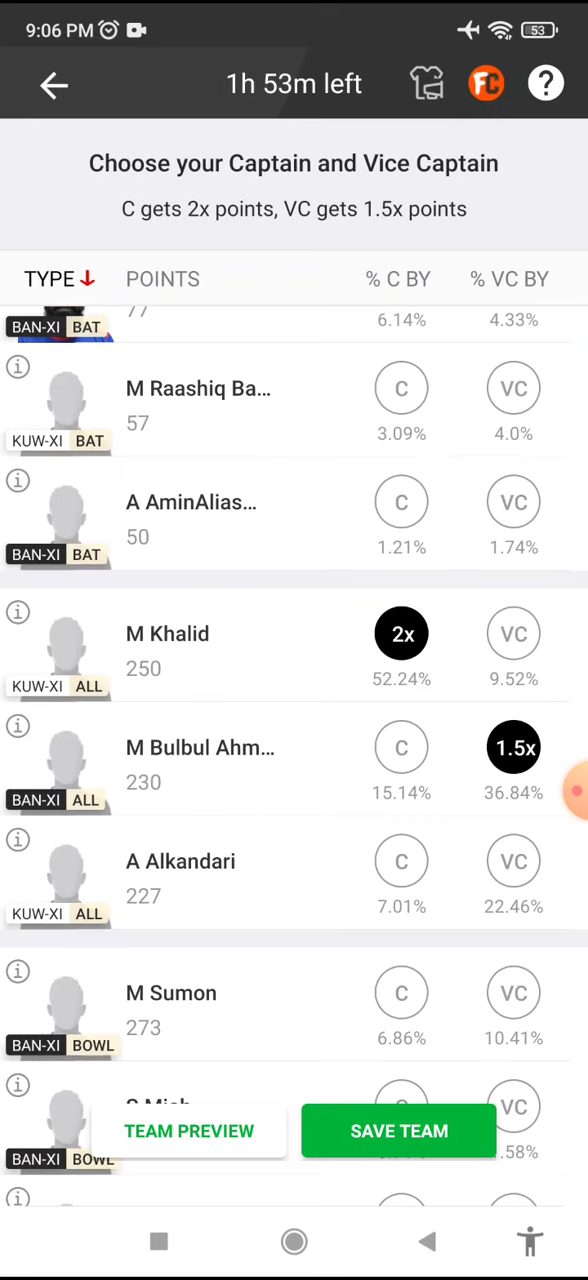 9:06 PM 53
1h 53m left FC ?
Choose your Captain and Vice Captain
C gets 2x points, VC gets 1.5x points
TYPE POINTS % C BY % VC BY
77 6.14% 4.33%
BAN-XI BAT
M Raashiq Ba... C VC
57 3.09% 4.0%
KUW-XI BAT
A AminAlias... C VC
50 1.21% 1.74%
BAN-XI BAT
M Khalid 2x VC
250 52.24% 9.52%
KUW-XI ALL
M Bulbul Ahm... C 1.5x
230 15.14% 36.84%
BAN-XI ALL
A Alkandari C VC
227 7.01% 22.46%
KUW-XI ALL
M Sumon C VC
273 6.86% 10.41%
BAN-XI BOWL
VC
TEAM PREVIEW SAVE TEAM
.58%
BAN-XI BOWL